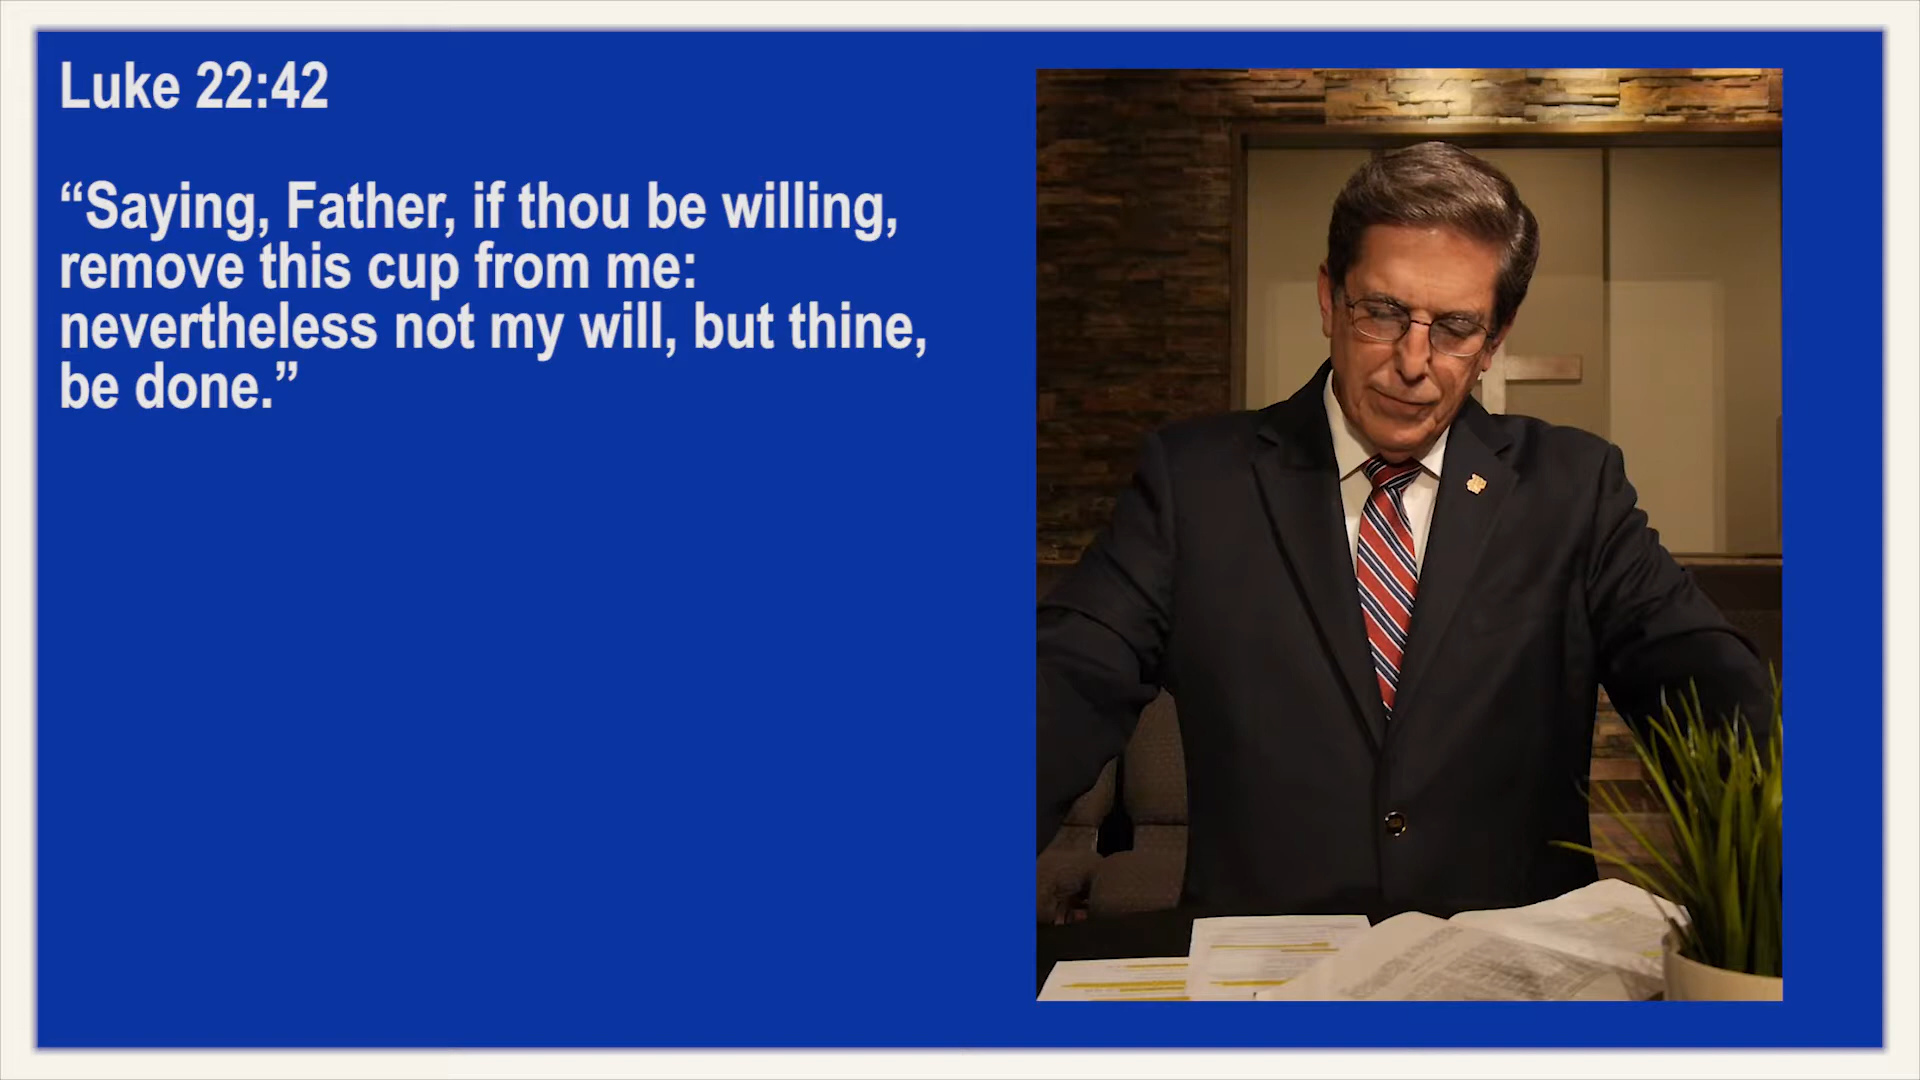 Luke 22:42
“Saying, Father, if thou be willing,
remove this cup from me:
nevertheless not my will, but thine,
be done.”